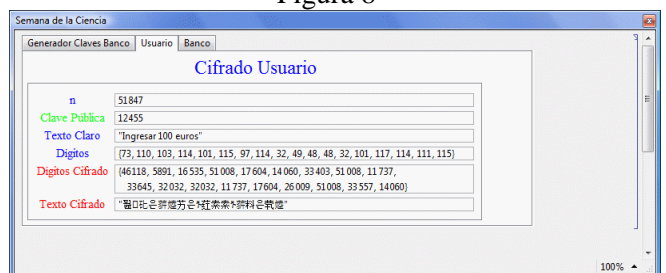 Figura 8
Semana de la Ciencia
Generador Claves Banco Usuario Banco
Cifrado Usuario
n 51847
Clave Pública 12455
Texto Claro "Ingresar 100 euros"
Digitos {73, 110, 103, 114, 101, 115, 97, 114, 32, 49, 48, 48, 32, 101, 117, 114, 111, 115}
Digitos Cifrado {46118, 5891, 16535, 51008, 17604, 14060, 33403, 51008, 11737,
33645, 32032, 32032, 11737, 17604, 26009, 51008, 33557, 14060}
Texto Cifrado
100%